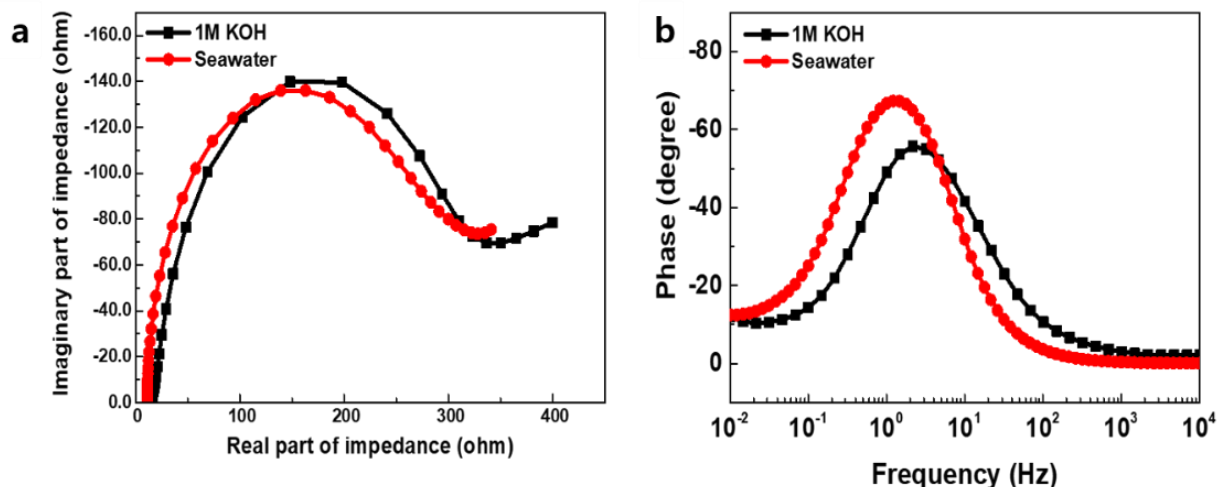 a
1M KOH
Seawater
Imaginary part of impedance (ohm)
-160.0
-140.0
-120.0
-100.0
-80.0
-60.0
-40.0
-20.0
0.0
0 100 200 300 400
Real part of impedance (ohm)
b
1M KOH
Seawater
Phase (degree)
-80
-60
-40
-20
0
10⁻² 10⁻¹ 10⁰ 10¹ 10² 10³ 10⁴
Frequency (Hz)